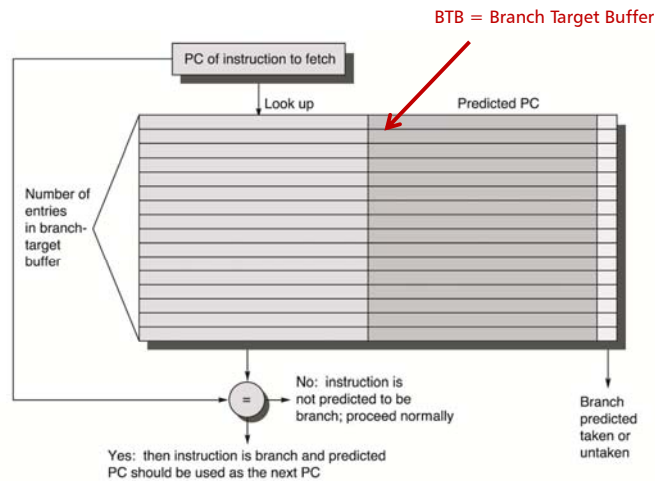 BTB = Branch Target Buffer
PC of instruction to fetch
Look up
Predicted PC
Number of
entries
in branch-
target
buffer
=
No: instruction is
not predicted to be
branch; proceed normally
Branch
predicted
taken or
untaken
Yes: then instruction is branch and predicted
PC should be used as the next PC